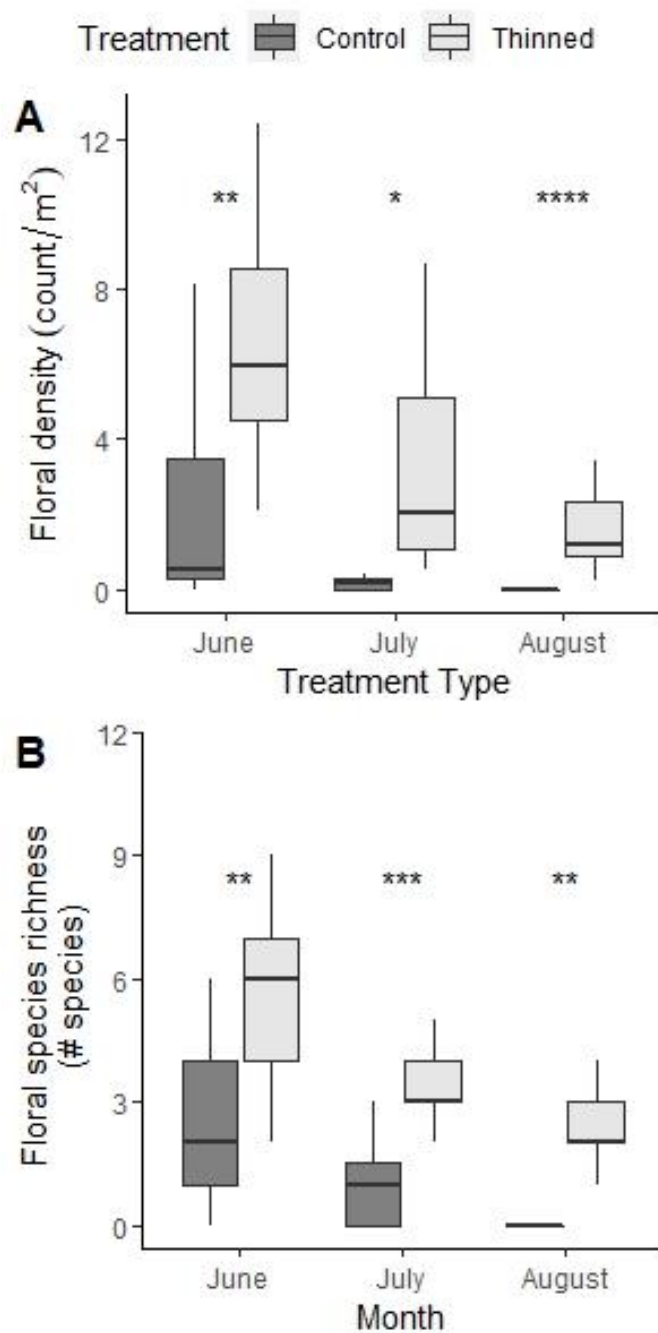 Treatment Control Thinned
A
Floral density (count/m²)
12
8
4
0
** * ****
June July August
Treatment Type
B
Floral species richness
(# species)
12
9
6
3
0
** *** **
June July August
Month